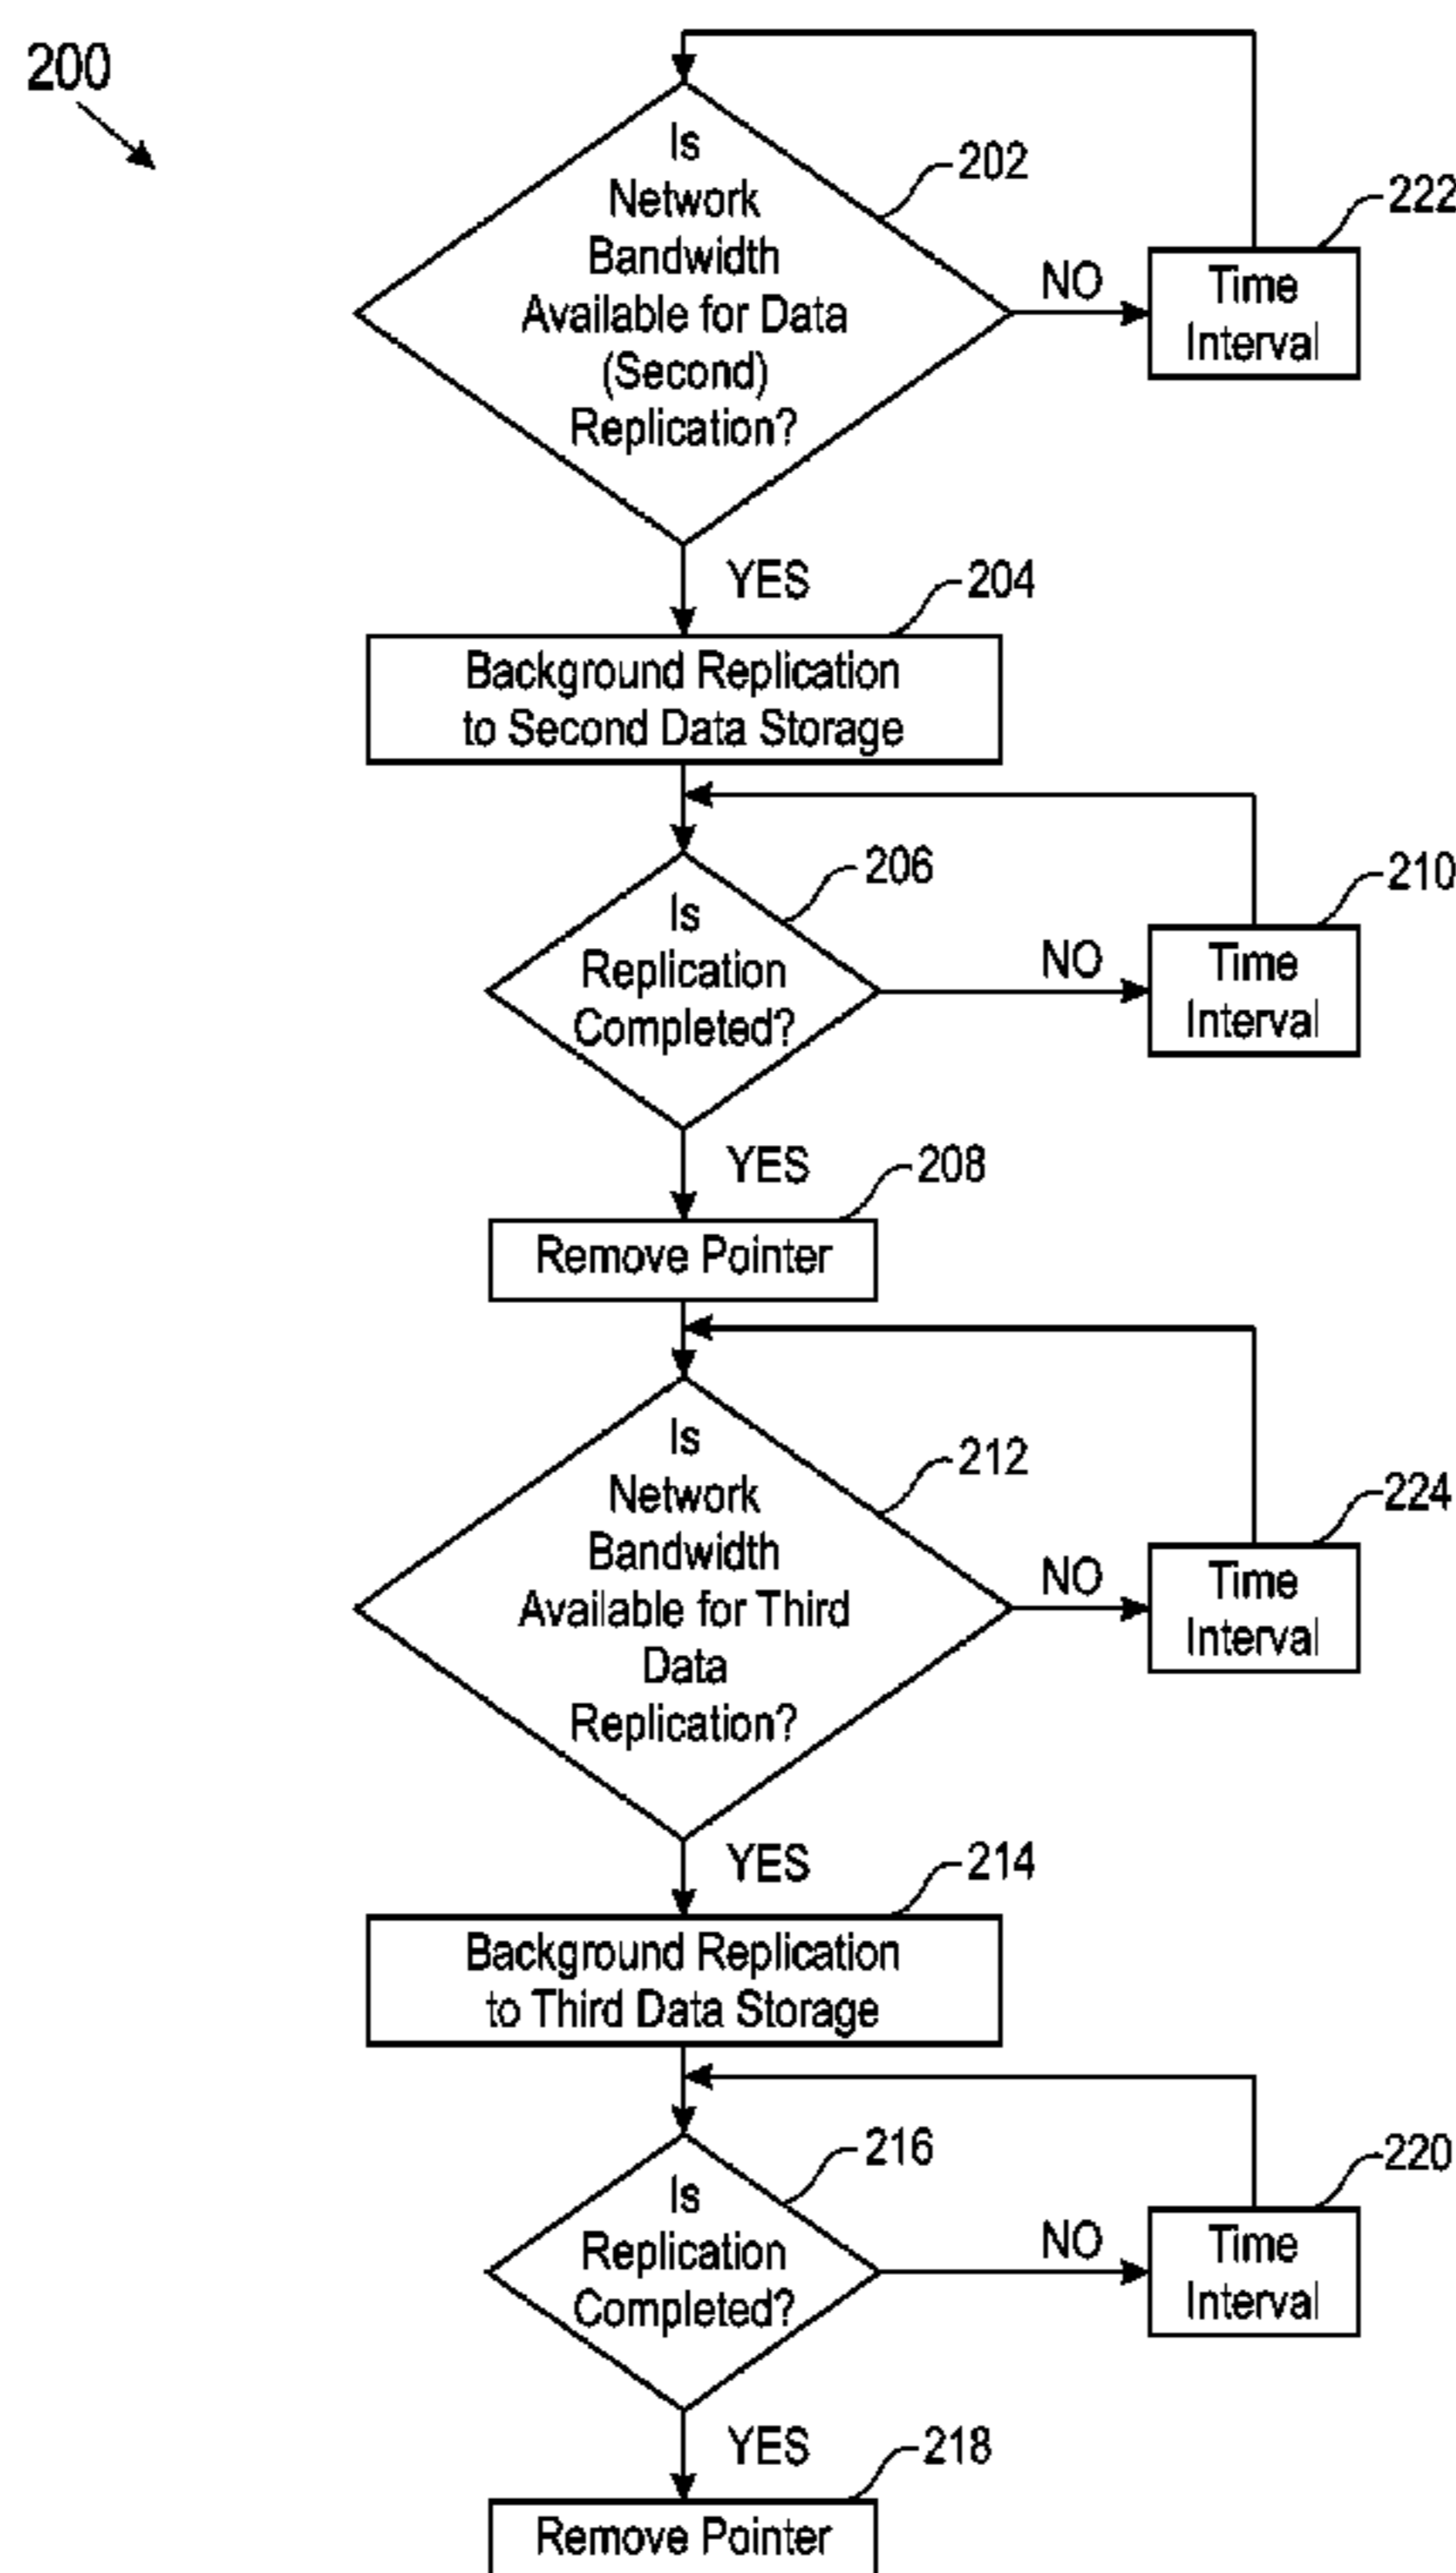 200
Is
Network
Bandwidth
Available for Data
(Second)
Replication?
202
NO
222
Time
Interval
YES
204
Background Replication
to Second Data Storage
206
Is
Replication
Completed?
NO
210
Time
Interval
YES
208
Remove Pointer
Is
Network
Bandwidth
Available for Third
Data
Replication?
212
NO
224
Time
Interval
YES
214
Background Replication
to Third Data Storage
216
Is
Replication
Completed?
NO
220
Time
Interval
YES
218
Remove Pointer